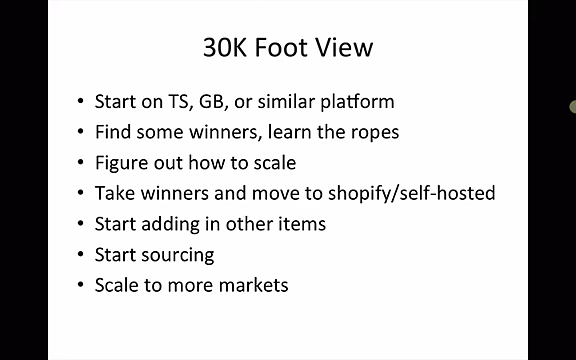 30K Foot View
• Start on TS, GB, or similar platform
• Find some winners, learn the ropes
• Figure out how to scale
• Take winners and move to shopify/self-hosted
• Start adding in other items
• Start sourcing
• Scale to more markets